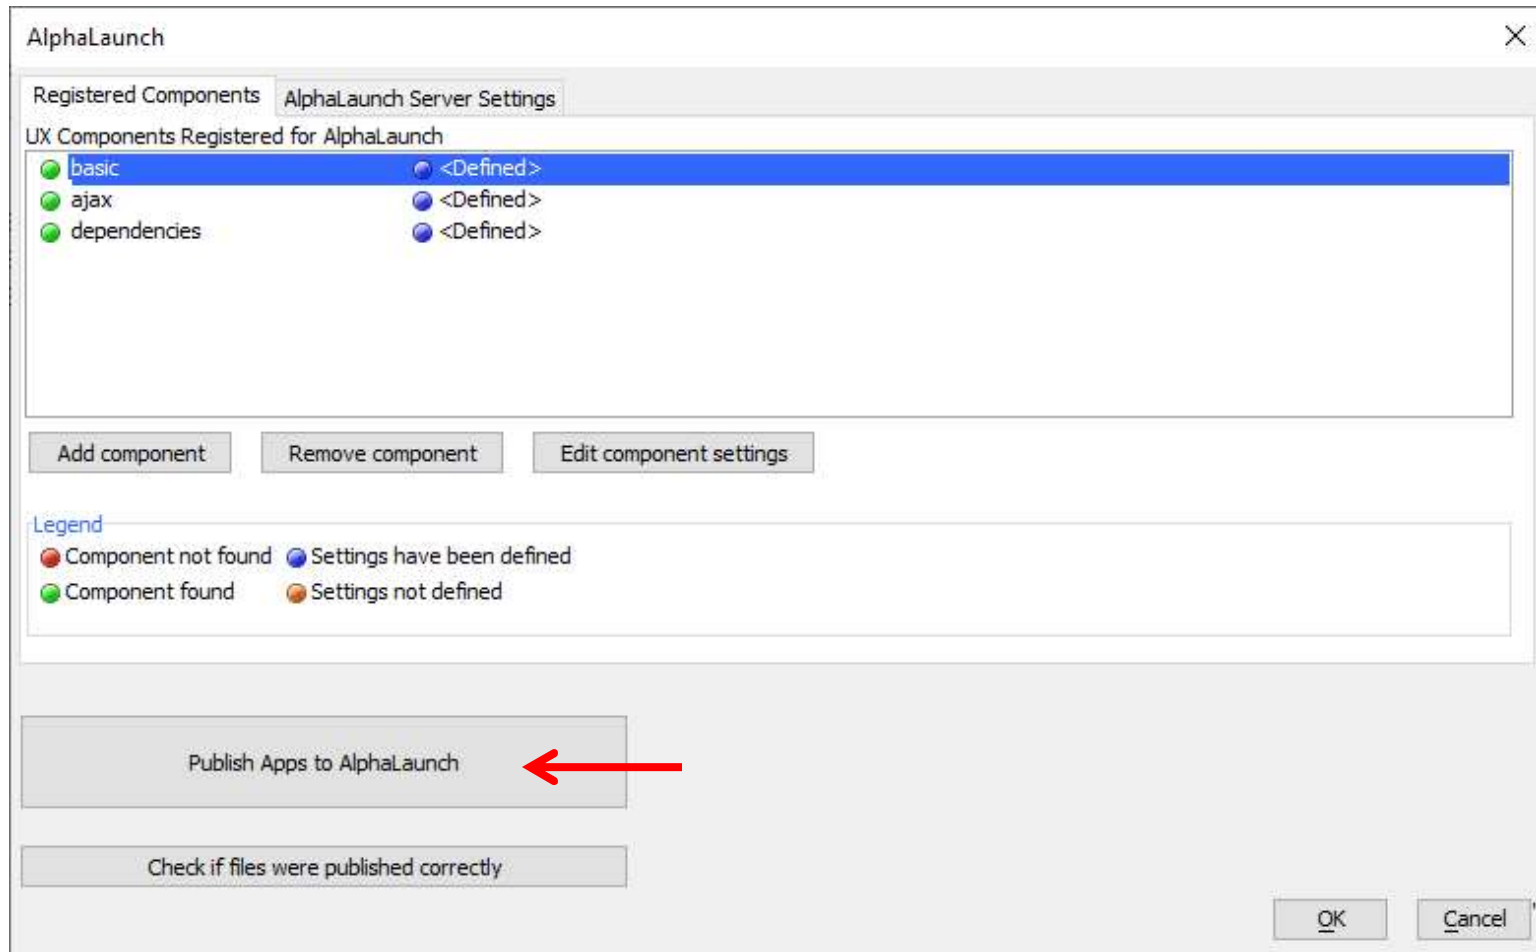 AlphaLaunch
Registered Components AlphaLaunch Server Settings
UX Components Registered for AlphaLaunch
basic <Defined>
ajax <Defined>
dependencies <Defined>
Add component Remove component Edit component settings
Legend
Component not found Settings have been defined
Component found Settings not defined
Publish Apps to AlphaLaunch
Check if files were published correctly
OK Cancel